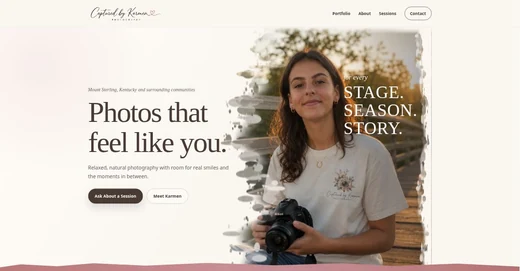 Captured by Karmen
Portfolio
About
Sessions
Contact
Mount Sterling, Kentucky and surrounding communities
Photos that
feel like you.
Relaxed, natural photography with room for real smiles and
the moments in between.
Ask About a Session
Meet Karmen
every
STAGE.
SEASON.
STORY.